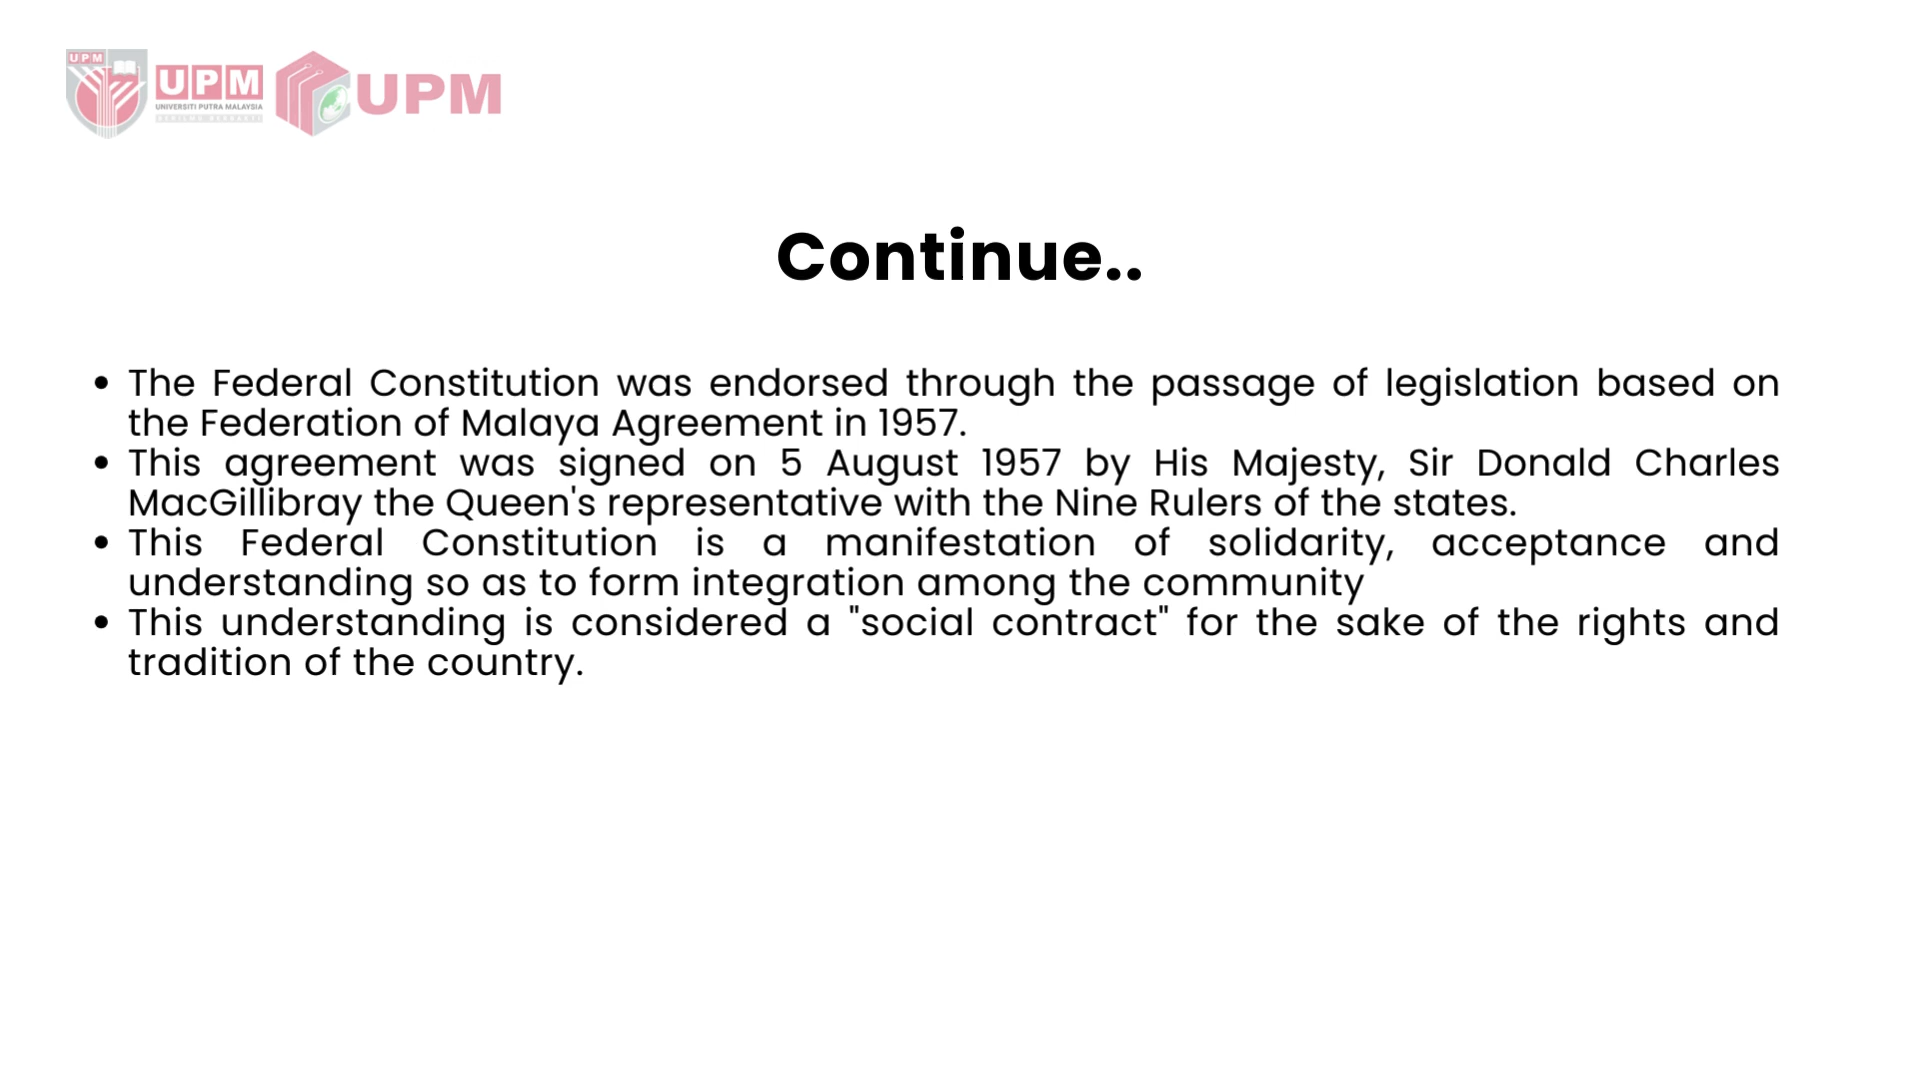 UPM
UPM
UNIVERSITI PUTRA MALAYSIA
BERILMU BERBAKTI
UPM
Continue..
• The Federal Constitution was endorsed through the passage of legislation based on
the Federation of Malaya Agreement in 1957.
• This agreement was signed on 5 August 1957 by His Majesty, Sir Donald Charles
MacGillibray the Queen's representative with the Nine Rulers of the states.
• This Federal Constitution is a manifestation of solidarity, acceptance and
understanding so as to form integration among the community
• This understanding is considered a "social contract" for the sake of the rights and
tradition of the country.